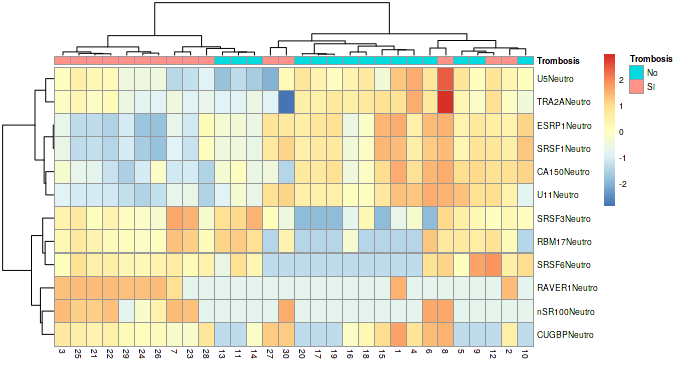 Trombosis
U5Neutro
TRA2ANeutro
ESRP1Neutro
SRSF1Neutro
CA150Neutro
U11Neutro
SRSF3Neutro
RBM17Neutro
SRSF6Neutro
RAVER1Neutro
nSR100Neutro
CUGBPNeutro
3 25 21 22 29 24 26 7 23 28 13 11 14 27 30 20 19 17 16 18 15 1 4 6 8 5 9 12 2 10
2
1
0
-1
-2
Trombosis
No
SI